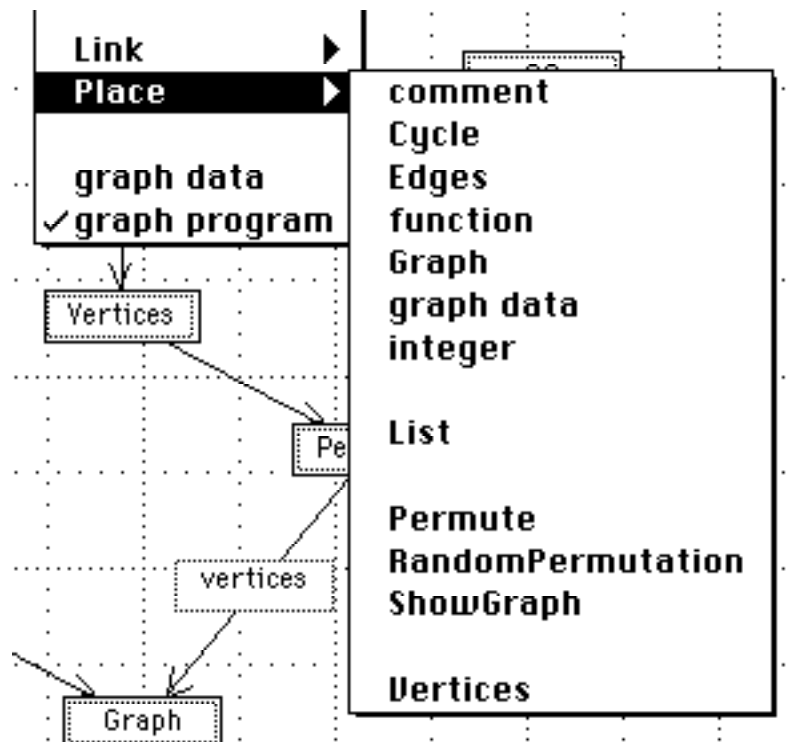 Link
Place
graph data
✓graph program
comment
Cycle
Edges
function
Graph
graph data
integer
List
Permute
RandomPermutation
ShowGraph
Vertices
Vertices
Pe
vertices
Graph